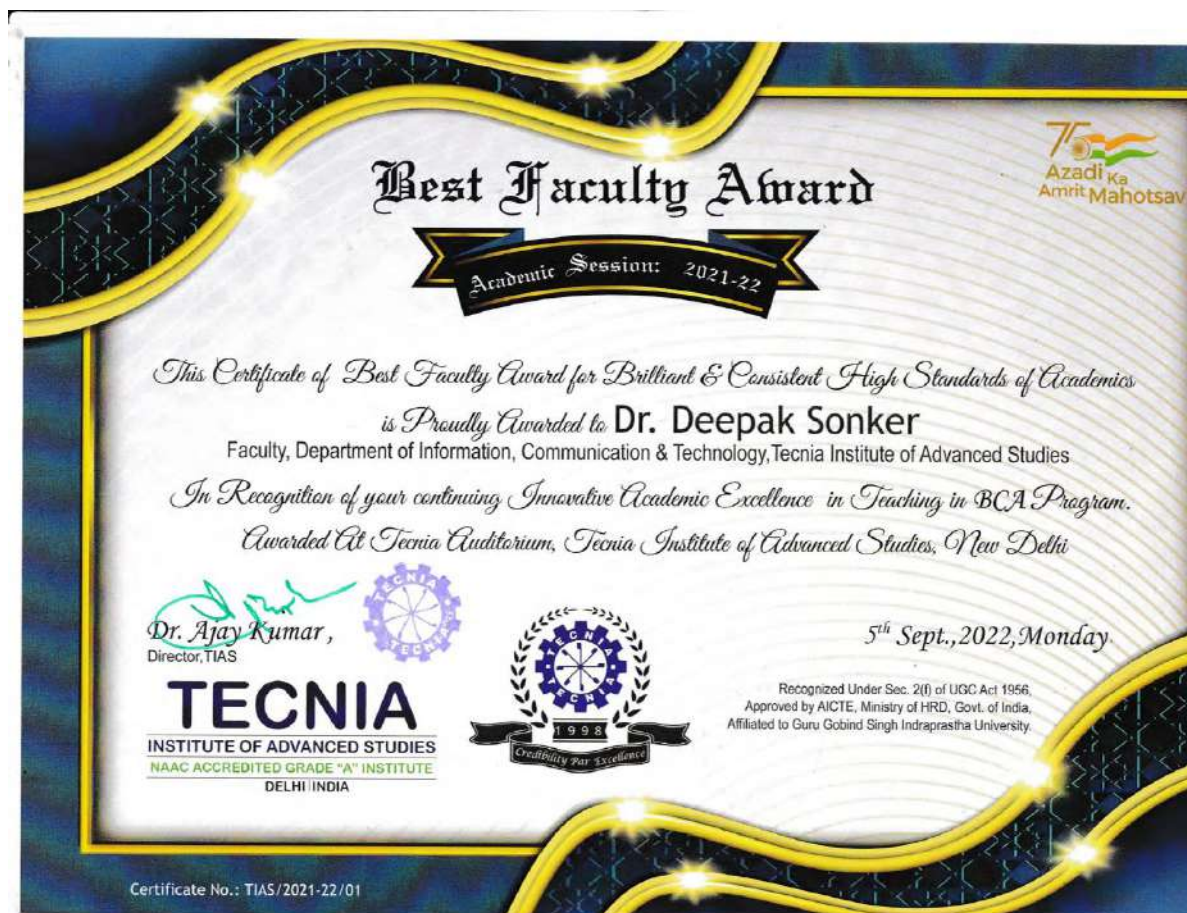 75
Azadi Ka
Amrit Mahotsav
Best Faculty Award
Academic Session: 2021-22
This Certificate of Best Faculty Award for Brilliant & Consistent High Standards of Academics
is Proudly Awarded to Dr. Deepak Sonker
Faculty, Department of Information, Communication & Technology,Tecnia Institute of Advanced Studies
In Recognition of your continuing Innovative Academic Excellence in Teaching in BCA Program.
Awarded At Tecnia Auditorium, Tecnia Institute of Advanced Studies, New Delhi
TECNIA
TECNIA
Dr. Ajay Kumar,
Director,TIAS
TECNIA
INSTITUTE OF ADVANCED STUDIES
NAAC ACCREDITED GRADE "A" INSTITUTE
DELHI INDIA
TECNIA
TECNIA
1998
Credibility Par Excellence
5th Sept.,2022,Monday.
Recognized Under Sec. 2(f) of UGC Act 1956,
Approved by AICTE, Ministry of HRD, Govt. of India,
Affiliated to Guru Gobind Singh Indraprastha University.
Certificate No.: TIAS/2021-22/01